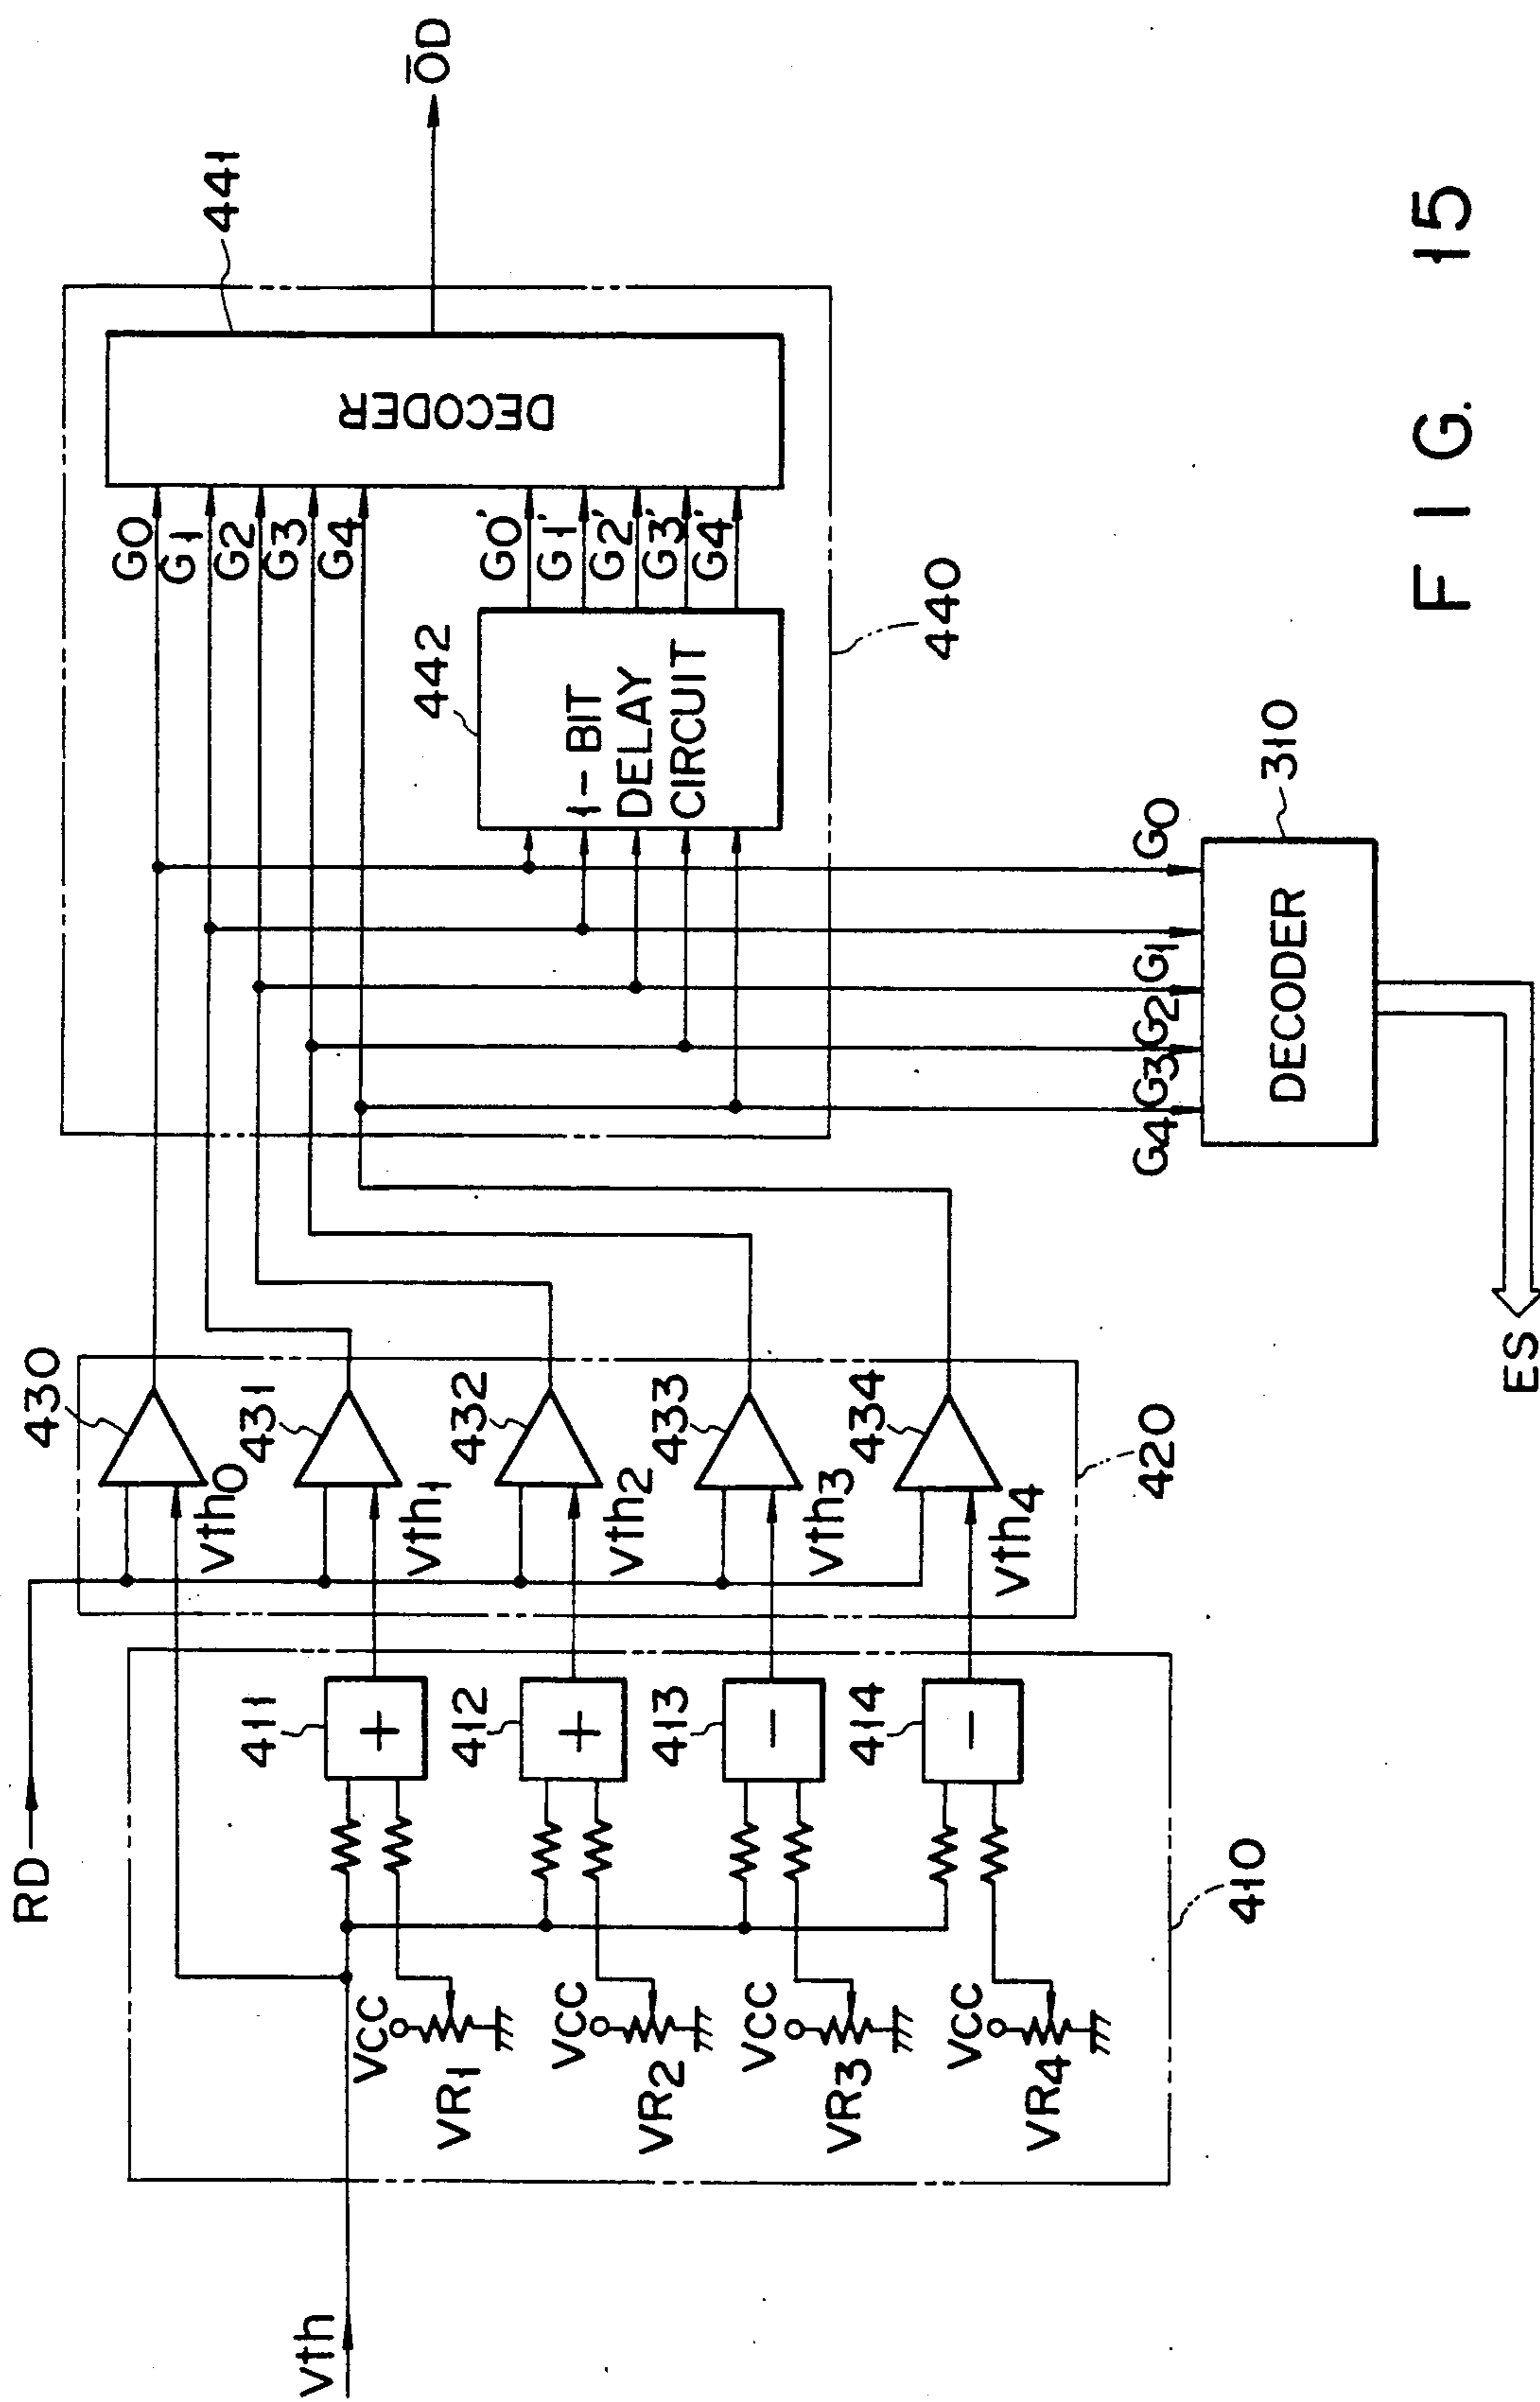 Vth
RD
VCC
VR1
VCC
VR2
VCC
VR3
VCC
VR4
411
+
412
+
413
−
414
−
410
430
Vth0
431
Vth1
432
Vth2
433
Vth3
434
Vth4
420
G0
G1
G2
G3
G4
442
1-BIT
DELAY
CIRCUIT
G0'
G1'
G2'
G3'
G4'
DECODER
441
O̅D
440
G4
G3
G2
G1
G0
DECODER
310
ES
FIG. 15